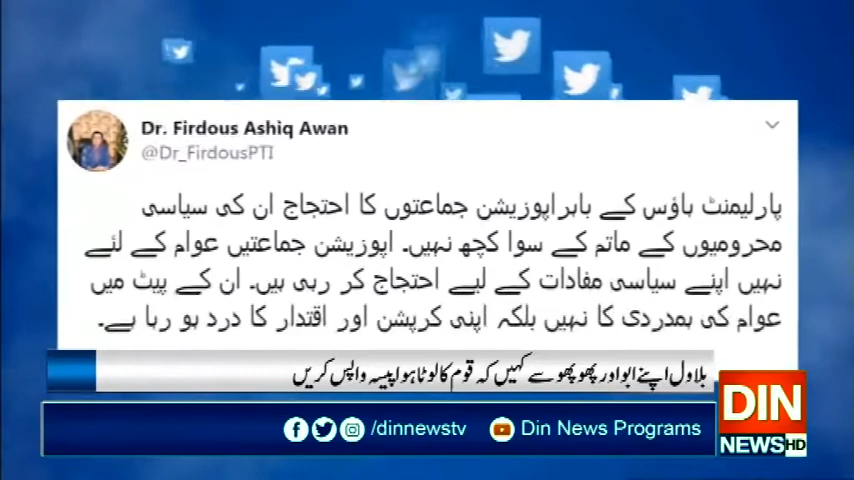 Dr. Firdous Ashiq Awan
@Dr_FirdousPTI
پارلیمنٹ ہاؤس کے باہر اپوزیشن جماعتوں کا احتجاج ان کی سیاسی
محرومیوں کے ماتم کے سوا کچھ نہیں۔ اپوزیشن جماعتیں عوام کے لئے
نہیں اپنے سیاسی مفادات کے لیے احتجاج کر رہی ہیں۔ ان کے پیٹ میں
عوام کی ہمدردی کا نہیں بلکہ اپنی کرپشن اور اقتدار کا درد ہو رہا ہے۔
بلاول اپنے ابو اور پھوپھو سے کہیں کہ قوم کا لوٹا ہوا پیسہ واپس کریں
/dinnewstv Din News Programs
DIN
NEWS HD